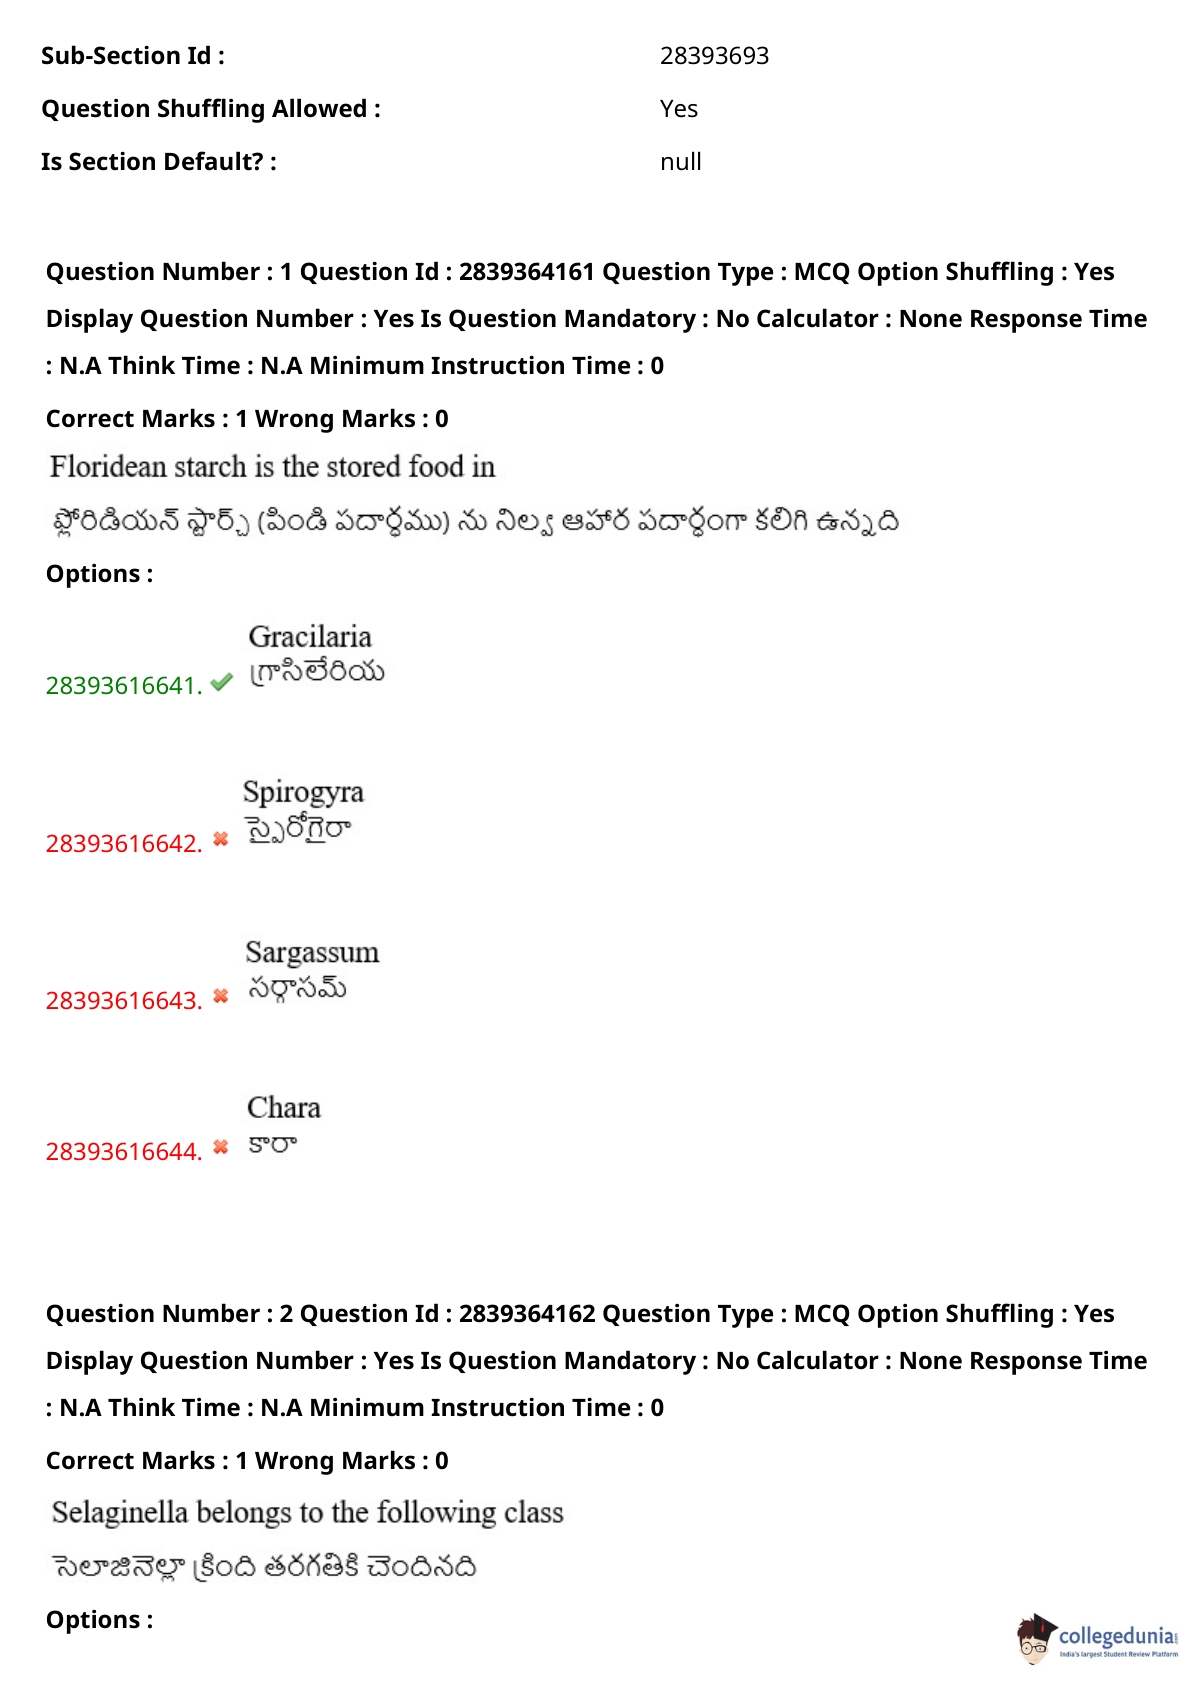 Sub-Section Id : 28393693
Question Shuffling Allowed : Yes
Is Section Default? : null
Question Number : 1 Question Id : 2839364161 Question Type : MCQ Option Shuffling : Yes
Display Question Number : Yes Is Question Mandatory : No Calculator : None Response Time
: N.A Think Time : N.A Minimum Instruction Time : 0
Correct Marks : 1 Wrong Marks : 0
Floridean starch is the stored food in
ఫ్లోరిడియన్ స్టార్చ్ (పిండి పదార్థము) ను నిల్వ ఆహార పదార్థంగా కలిగి ఉన్నది
Options :
Gracilaria
గ్రాసిలేరియ
28393616641.
Spirogyra
స్పైరోగైరా
28393616642.
Sargassum
సర్గాసమ్
28393616643.
Chara
కారా
28393616644.
Question Number : 2 Question Id : 2839364162 Question Type : MCQ Option Shuffling : Yes
Display Question Number : Yes Is Question Mandatory : No Calculator : None Response Time
: N.A Think Time : N.A Minimum Instruction Time : 0
Correct Marks : 1 Wrong Marks : 0
Selaginella belongs to the following class
సెలాజినెల్లా క్రింది తరగతికి చెందినది
Options :
collegedunia.com
India's largest Student Review Platform